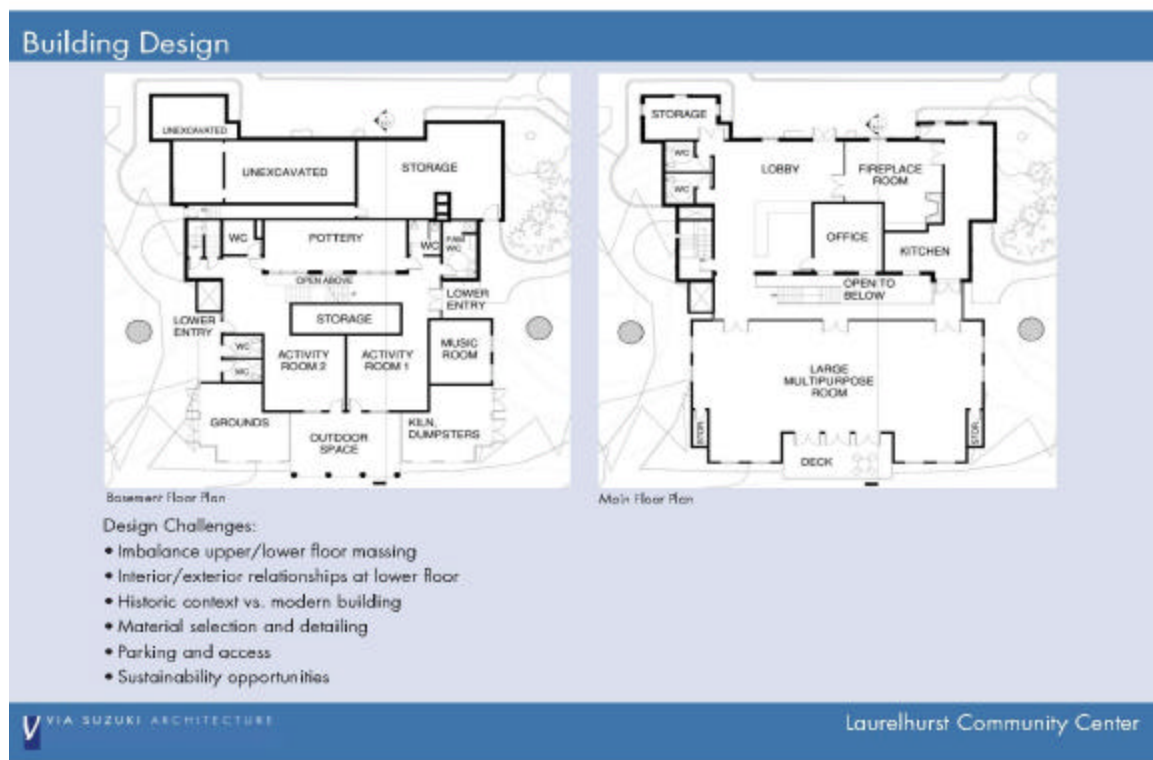 Building Design
UNEXCAVATED
UNEXCAVATED
STORAGE
WC
POTTERY
WC
FAM
WC
OPEN ABOVE
LOWER
ENTRY
STORAGE
LOWER
ENTRY
WC
WC
ACTIVITY
ROOM 2
ACTIVITY
ROOM 1
MUSIC
ROOM
GROUNDS
OUTDOOR
SPACE
KILN,
DUMPSTERS
Basement Floor Plan
STORAGE
WC
WC
LOBBY
FIREPLACE
ROOM
OFFICE
KITCHEN
OPEN TO
BELOW
LARGE
MULTIPURPOSE
ROOM
STOR.
STOR.
DECK
Main Floor Plan
Design Challenges:
• Imbalance upper/lower floor massing
• Interior/exterior relationships at lower floor
• Historic context vs. modern building
• Material selection and detailing
• Parking and access
• Sustainability opportunities
V VIA SUZUKI ARCHITECTURE
Laurelhurst Community Center